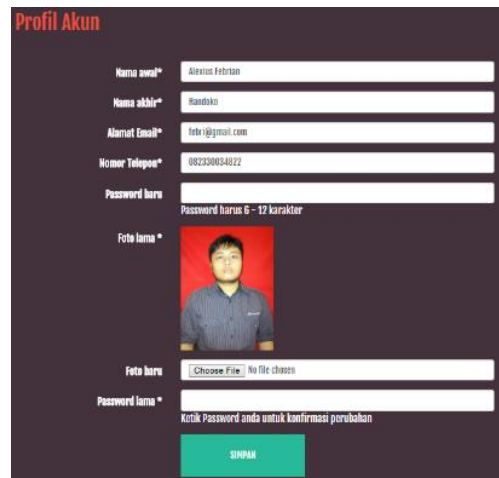 Profil Akun
Nama awal* Alexius Febrian
Nama akhir* Handoko
Alamat Email* febri@gmail.com
Nomor Telepon* 082330034822
Password baru
Password harus 6 - 12 karakter
Foto lama *
Foto baru Choose File No file chosen
Password lama *
Ketik Password anda untuk konfirmasi perubahan
SIMPAN